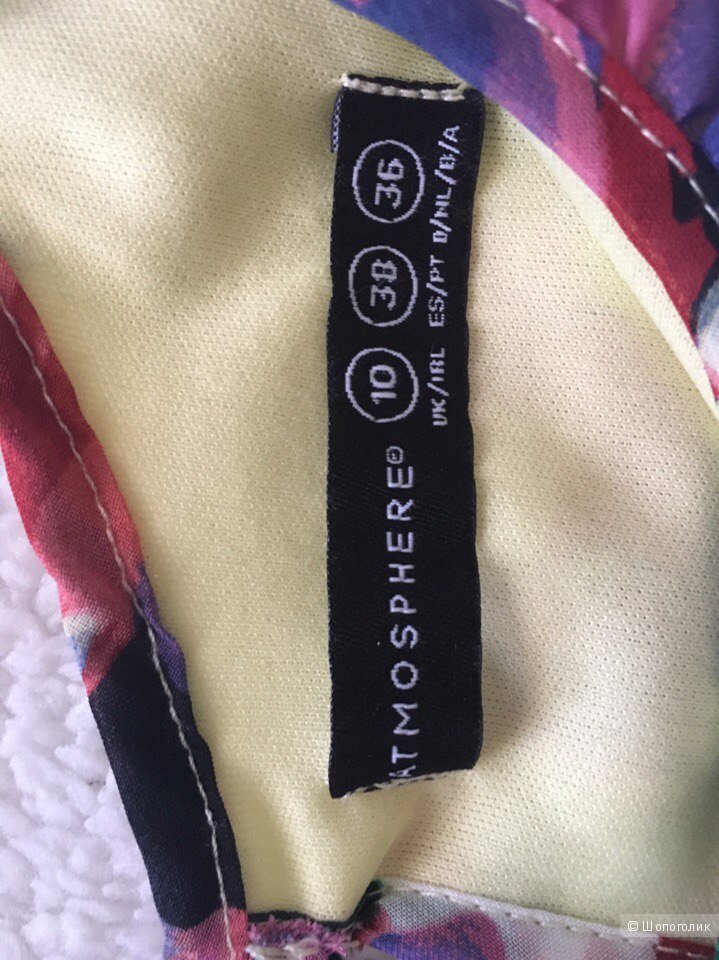 ATMOSPHERE®
10 38 36
UK/IRL ES/PT D/NL/B/A
© Шопоголик